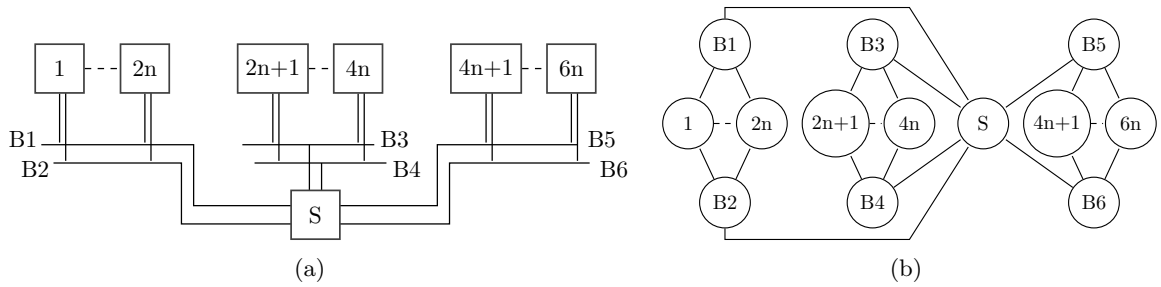 1 2n 2n+1 4n 4n+1 6n
B1 B3 B5
B2 B4 B6
S
(a)
B1 B3 B5
1 2n 2n+1 4n S 4n+1 6n
B2 B4 B6
(b)